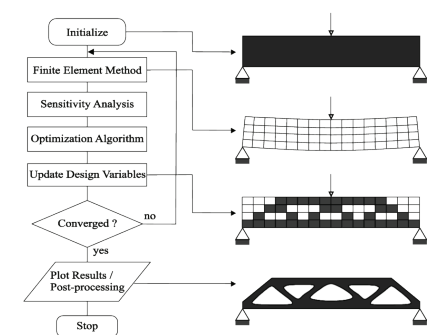 Initialize
Finite Element Method
Sensitivity Analysis
Optimization Algorithm
Update Design Variables
Converged ?
no
yes
Plot Results /
Post-processing
Stop